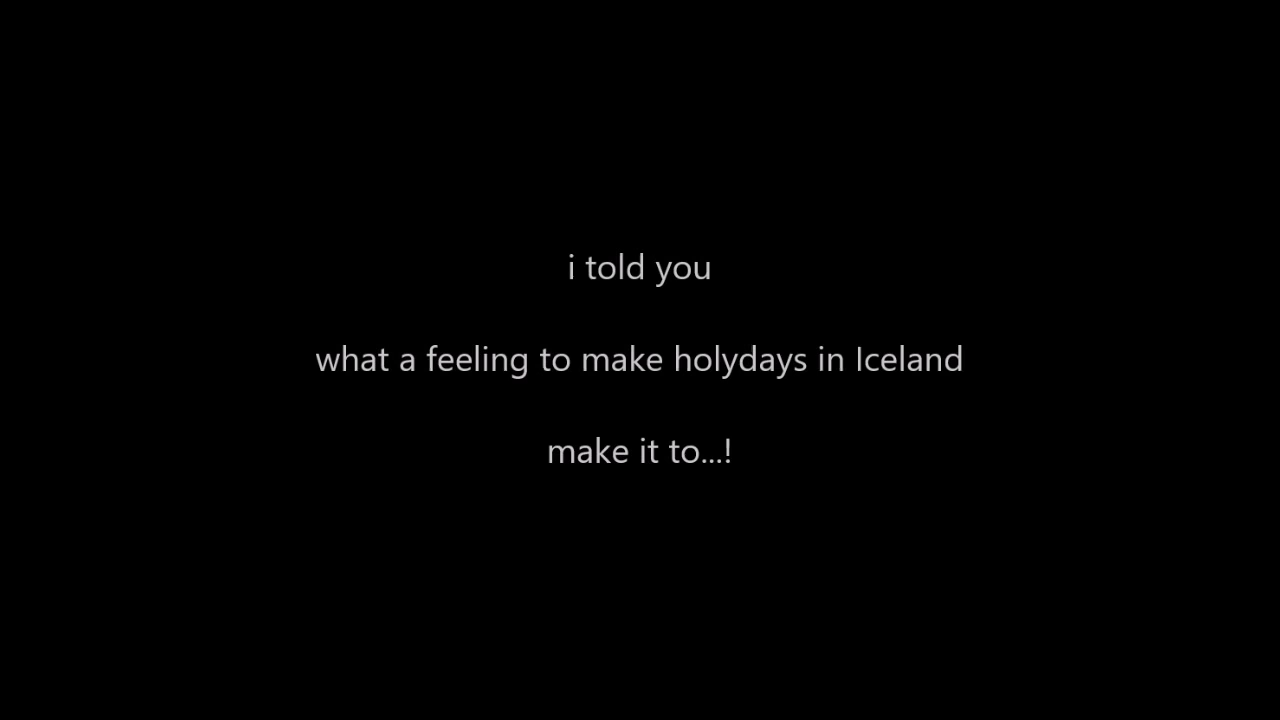 i told you
what a feeling to make holydays in Iceland
make it to...!